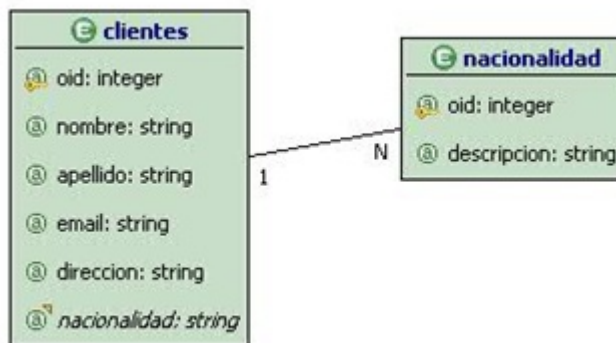 clientes
oid: integer
nombre: string
apellido: string
email: string
direccion: string
nacionalidad: string
1
N
nacionalidad
oid: integer
descripcion: string